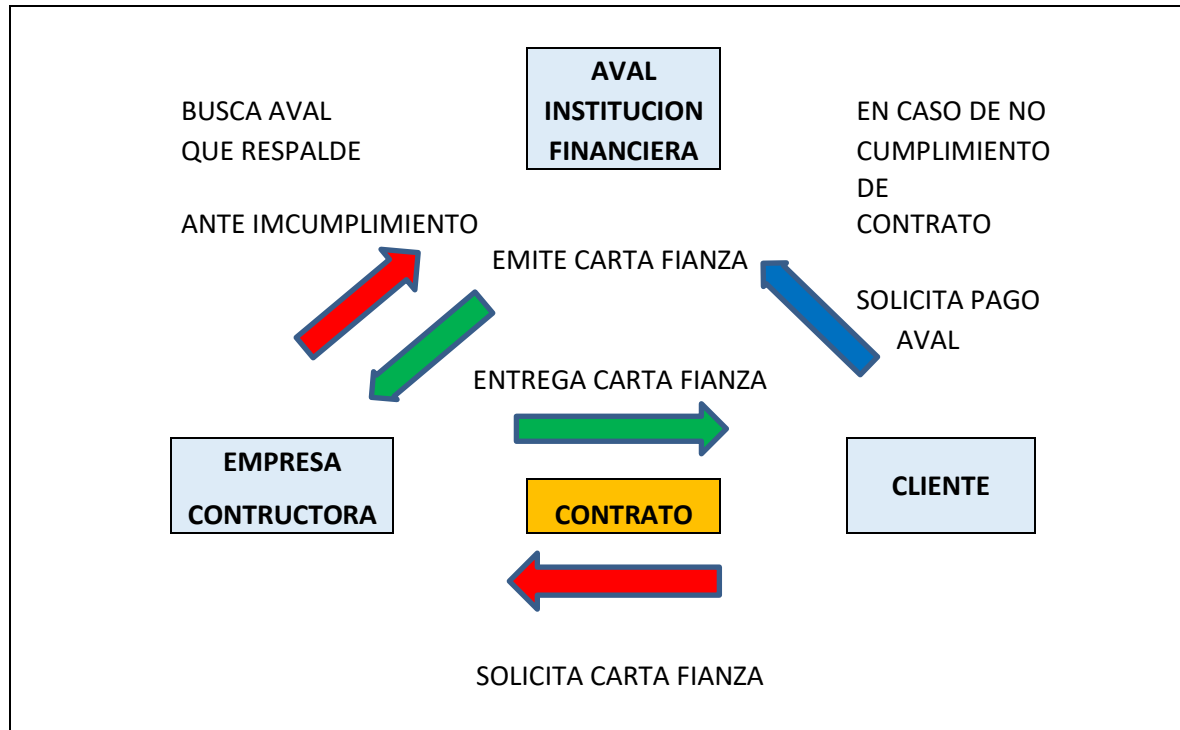 AVAL
INSTITUCION
FINANCIERA
BUSCA AVAL
QUE RESPALDE
ANTE IMCUMPLIMIENTO
EN CASO DE NO
CUMPLIMIENTO
DE
CONTRATO
SOLICITA PAGO
AVAL
EMITE CARTA FIANZA
ENTREGA CARTA FIANZA
EMPRESA
CONTRUCTORA
CONTRATO
CLIENTE
SOLICITA CARTA FIANZA